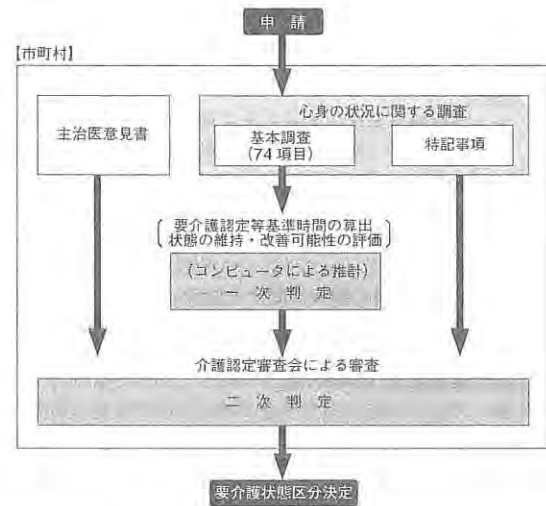 申 請
【市町村】
主治医意見書
心身の状況に関する調査
基本調査
(74 項目)
特記事項
要介護認定等基準時間の算出
状態の維持・改善可能性の評価
(コンピュータによる推計)
一 次 判 定
介護認定審査会による審査
二 次 判 定
要介護状態区分決定